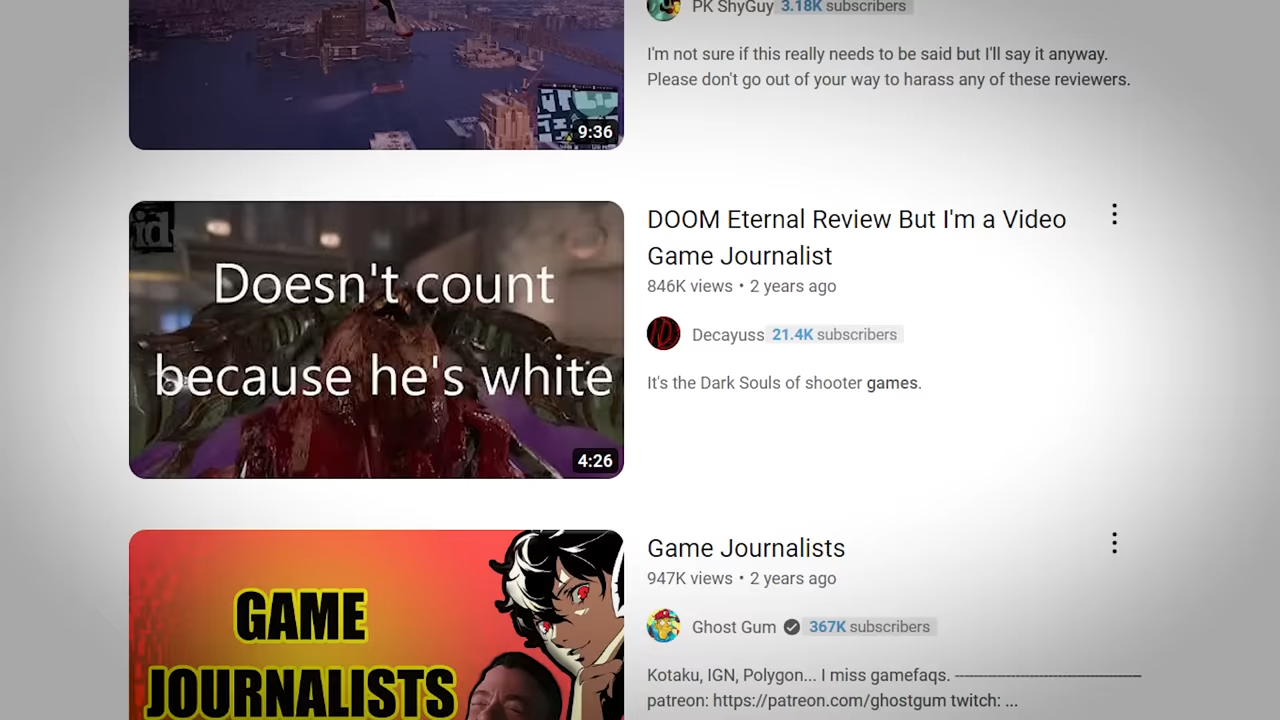 PK ShyGuy 3.18K subscribers
I'm not sure if this really needs to be said but I'll say it anyway.
Please don't go out of your way to harass any of these reviewers.
9:36
id
Doesn't count
because he's white
4:26
DOOM Eternal Review But I'm a Video
Game Journalist
846K views • 2 years ago
Decayuss 21.4K subscribers
It's the Dark Souls of shooter games.
GAME
JOURNALISTS
Game Journalists
947K views • 2 years ago
Ghost Gum 367K subscribers
Kotaku, IGN, Polygon... I miss gamefaqs. ----------------------------------------------
patreon: https://patreon.com/ghostgum twitch: ...